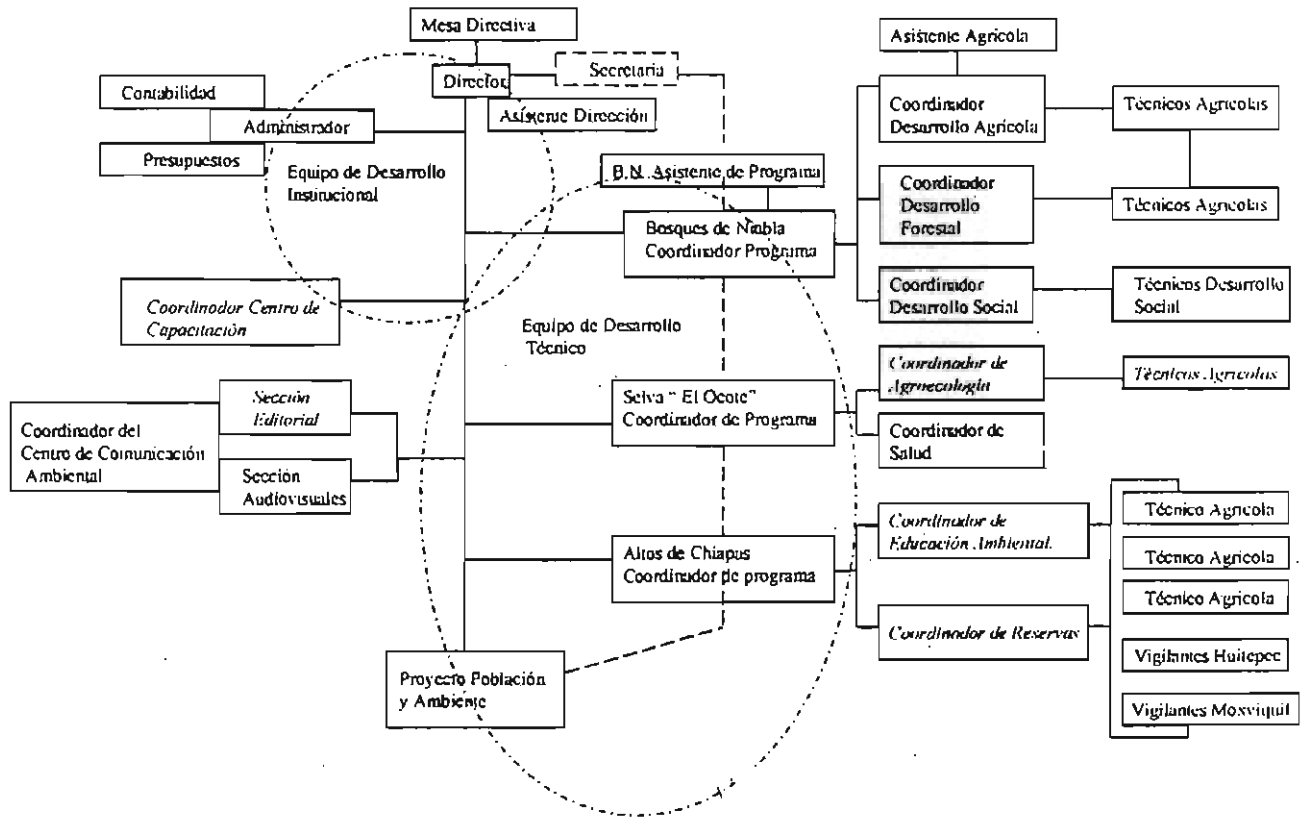 Mesa Directiva
Director
Secretaria
Asistente Dirección
Contabilidad
Administrador
Presupuestos
Equipo de Desarrollo
Institucional
Coordinador Centro de
Capacitación
Sección
Editorial
Coordinador del
Centro de Comunicación
Ambiental
Sección
Audiovisuales
B.N. Asistente de Programa
Bosques de Niebla
Coordinador Programa
Equipo de Desarrollo
Técnico
Selva " El Ocote"
Coordinador de Programa
Altos de Chiapas
Coordinador de programa
Proyecto Población
y Ambiente
Asistente Agrícola
Coordinador
Desarrollo Agrícola
Técnicos Agrícolas
Coordinador
Desarrollo
Forestal
Técnicos Agrícolas
Coordinador
Desarrollo Social
Técnicos Desarrollo
Social
Coordinador de
Agroecología
Técnicos Agrícolas
Coordinador de
Salud
Coordinador de
Educación Ambiental.
Coordinador de Reservas
Técnico Agrícola
Técnico Agrícola
Técnico Agrícola
Vigilantes Huitepec
Vigilantes Moxviquil